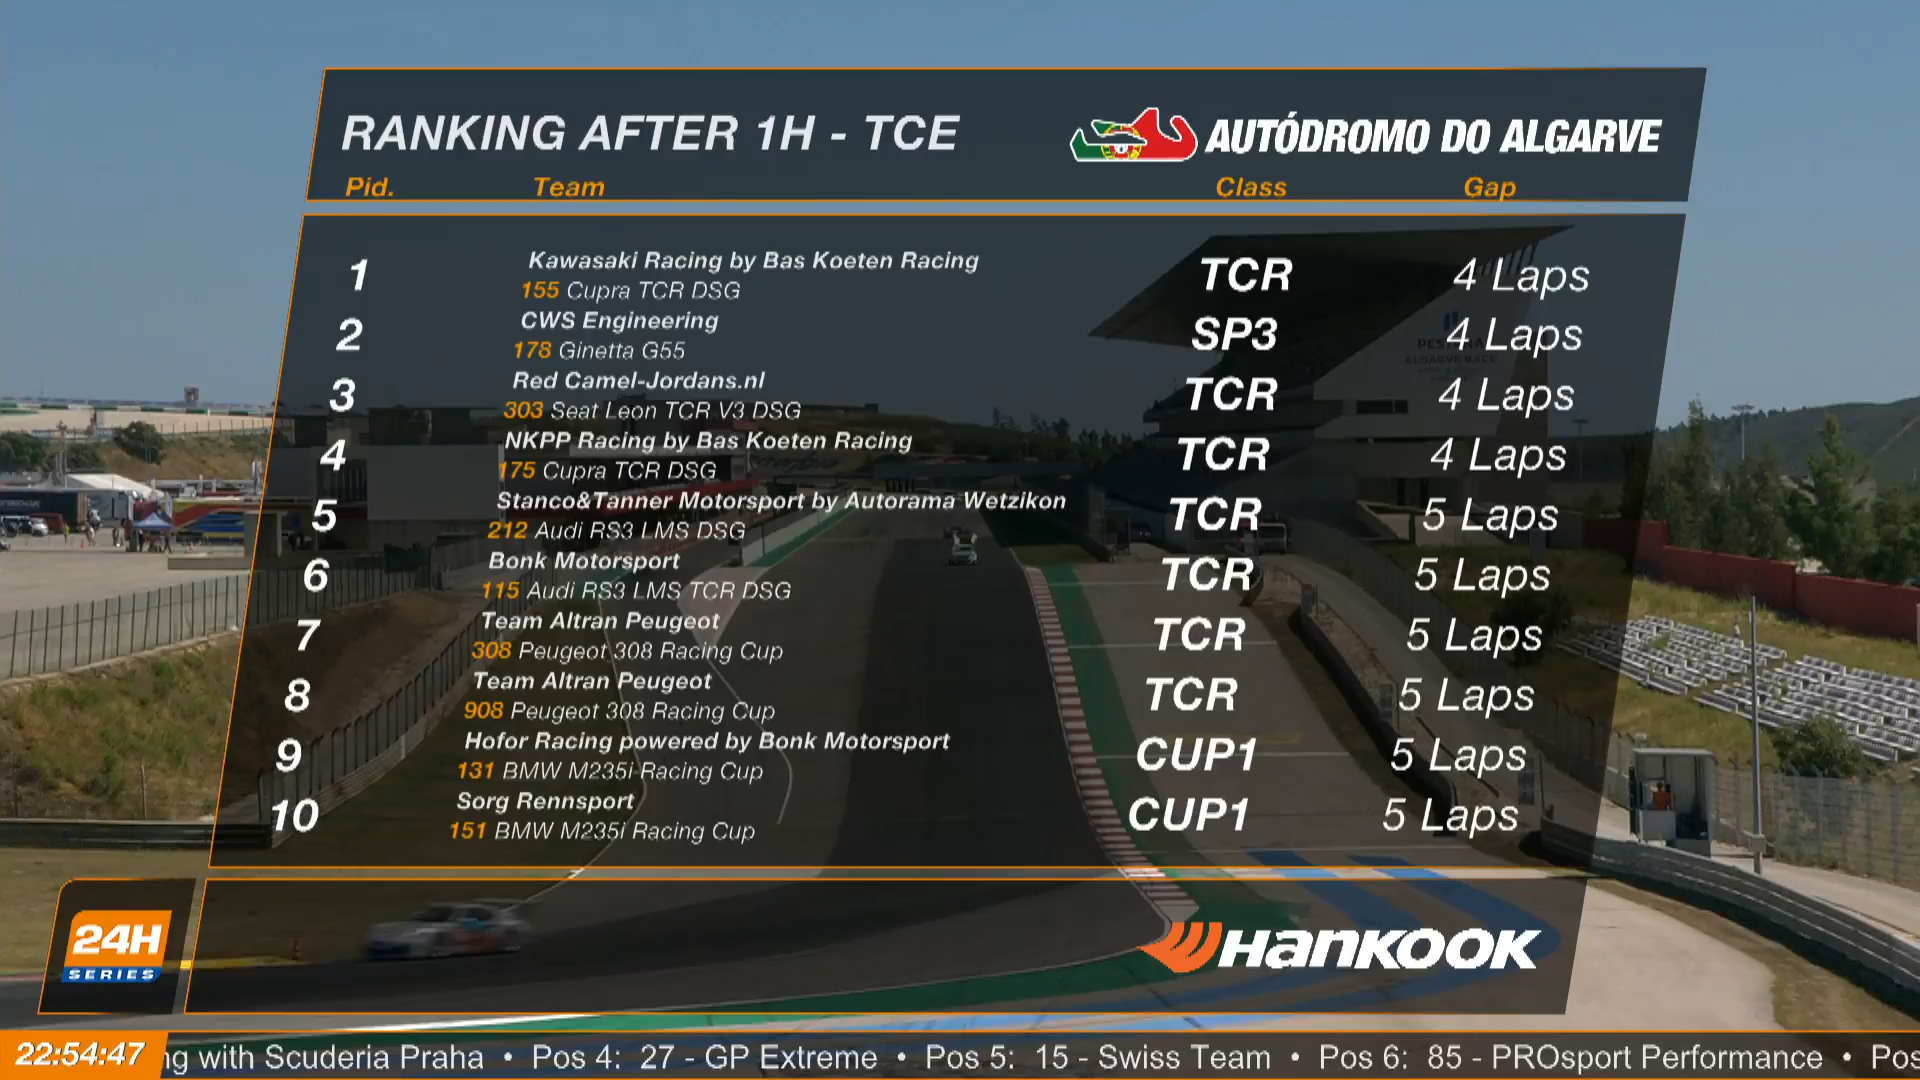 RANKING AFTER 1H - TCE
AUTÓDROMO DO ALGARVE
Pid. Team Class Gap
1 Kawasaki Racing by Bas Koeten Racing TCR 4 Laps
155 Cupra TCR DSG
2 CWS Engineering SP3 4 Laps
178 Ginetta G55
3 Red Camel-Jordans.nl TCR 4 Laps
303 Seat Leon TCR V3 DSG
4 NKPP Racing by Bas Koeten Racing TCR 4 Laps
175 Cupra TCR DSG
5 Stanco&Tanner Motorsport by Autorama Wetzikon TCR 5 Laps
212 Audi RS3 LMS DSG
6 Bonk Motorsport TCR 5 Laps
115 Audi RS3 LMS TCR DSG
7 Team Altran Peugeot TCR 5 Laps
308 Peugeot 308 Racing Cup
8 Team Altran Peugeot TCR 5 Laps
908 Peugeot 308 Racing Cup
9 Hofor Racing powered by Bonk Motorsport CUP1 5 Laps
131 BMW M235i Racing Cup
10 Sorg Rennsport CUP1 5 Laps
151 BMW M235i Racing Cup
24H
SERIES
HANKOOK
22:54:47 ng with Scuderia Praha • Pos 4: 27 - GP Extreme • Pos 5: 15 - Swiss Team • Pos 6: 85 - PROsport Performance • Pos